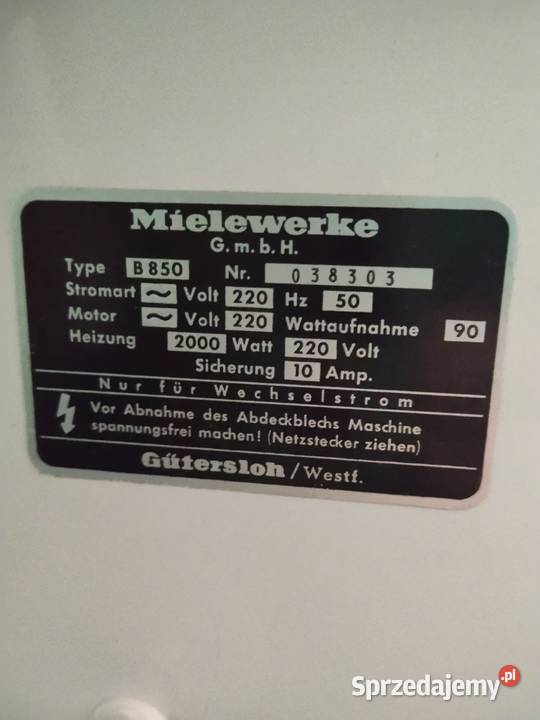 Mielewerke
G.m.b.H.
Type B 850 Nr. 038303
Stromart ~ Volt 220 Hz 50
Motor ~ Volt 220 Wattaufnahme 90
Heizung 2000 Watt 220 Volt
Sicherung 10 Amp.
Nur für Wechselstrom
Vor Abnahme des Abdeckblechs Maschine
spannungsfrei machen! (Netzstecker ziehen)
Gütersloh/Westf.
Sprzedajemy.pl